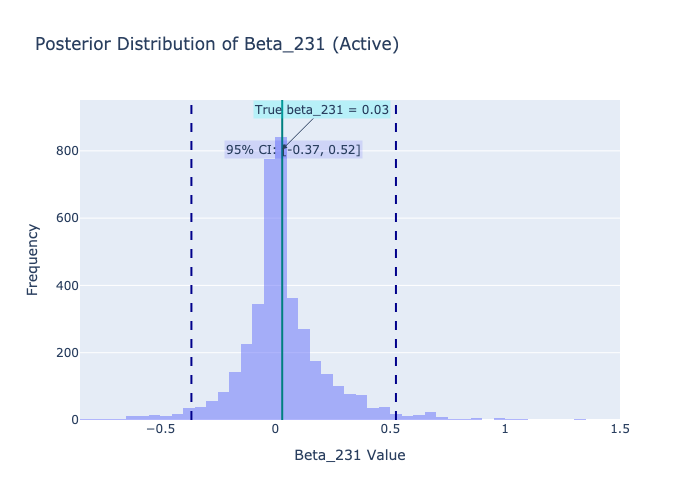 Posterior Distribution of Beta_231 (Active)
True beta_231 = 0.03
95% CI: [-0.37, 0.52]
800
600
400
200
0
Frequency
−0.5
0
0.5
1
1.5
Beta_231 Value